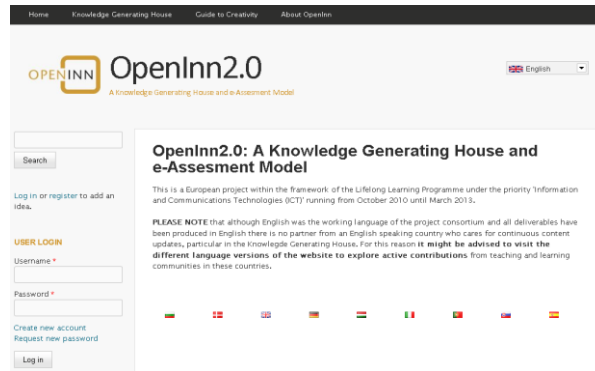 Home Knowledge Generating House Guide to Creativity About OpenInn
OPENINN OpenInn2.0
A Knowledge Generating House and e-Assesment Model
English
Search
OpenInn2.0: A Knowledge Generating House and
e-Assesment Model
This is a European project within the framework of the Lifelong Learning Programme under the priority 'Information
and Communications Technologies (ICT)' running from October 2010 until March 2013.
Log in or register to add an
idea.
PLEASE NOTE that although English was the working language of the project consortium and all deliverables have
been produced in English there is no partner from an English speaking country who cares for continuous content
updates, particular in the Knowlegde Generating House. For this reason it might be advised to visit the
different language versions of the website to explore active contributions from teaching and learning
communities in these countries.
USER LOGIN
Username *
Password *
Create new account
Request new password
Log in